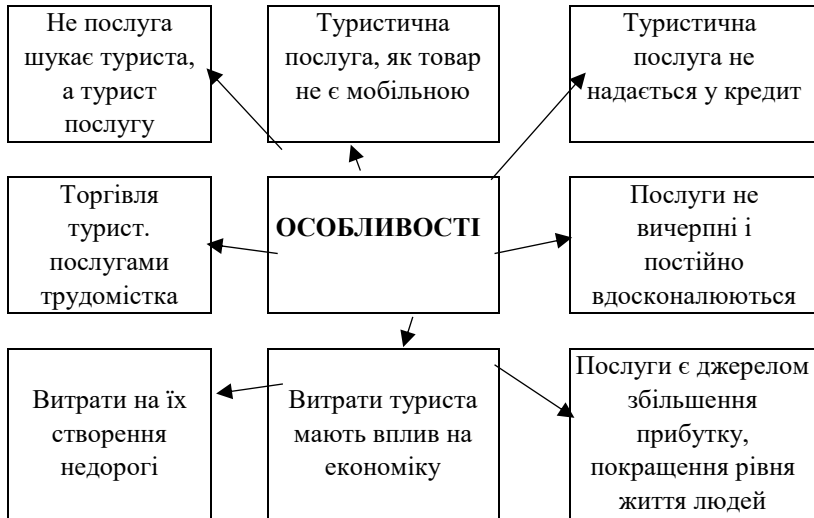 Не послуга
шукає туриста,
а турист
послугу
Туристична
послуга, як товар
не є мобільною
Туристична
послуга не
надається у кредит
Торгівля
турист.
послугами
трудомістка
ОСОБЛИВОСТІ
Послуги не
вичерпні і
постійно
вдосконалюються
Витрати на їх
створення
недорогі
Витрати туриста
мають вплив на
економіку
Послуги є джерелом
збільшення
прибутку,
покращення рівня
життя людей